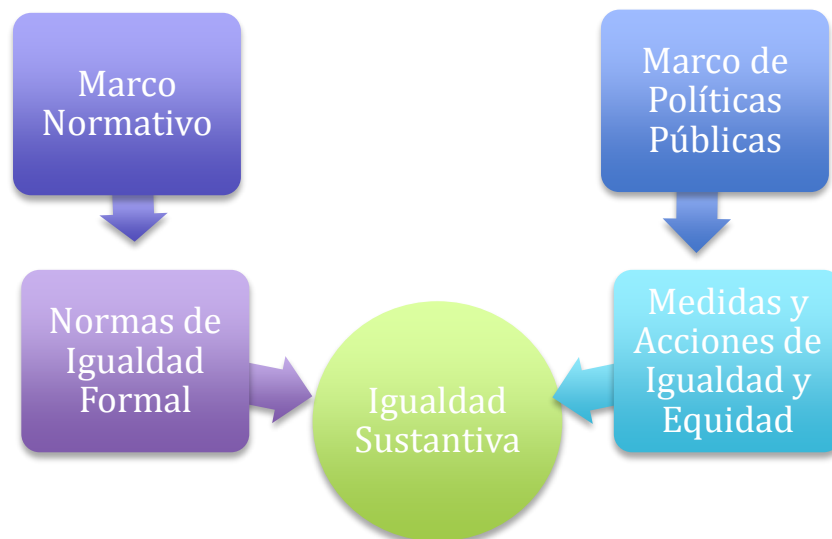 Marco
Normativo
Marco de
Políticas
Públicas
Normas de
Igualdad
Formal
Igualdad
Sustantiva
Medidas y
Acciones de
Igualdad y
Equidad